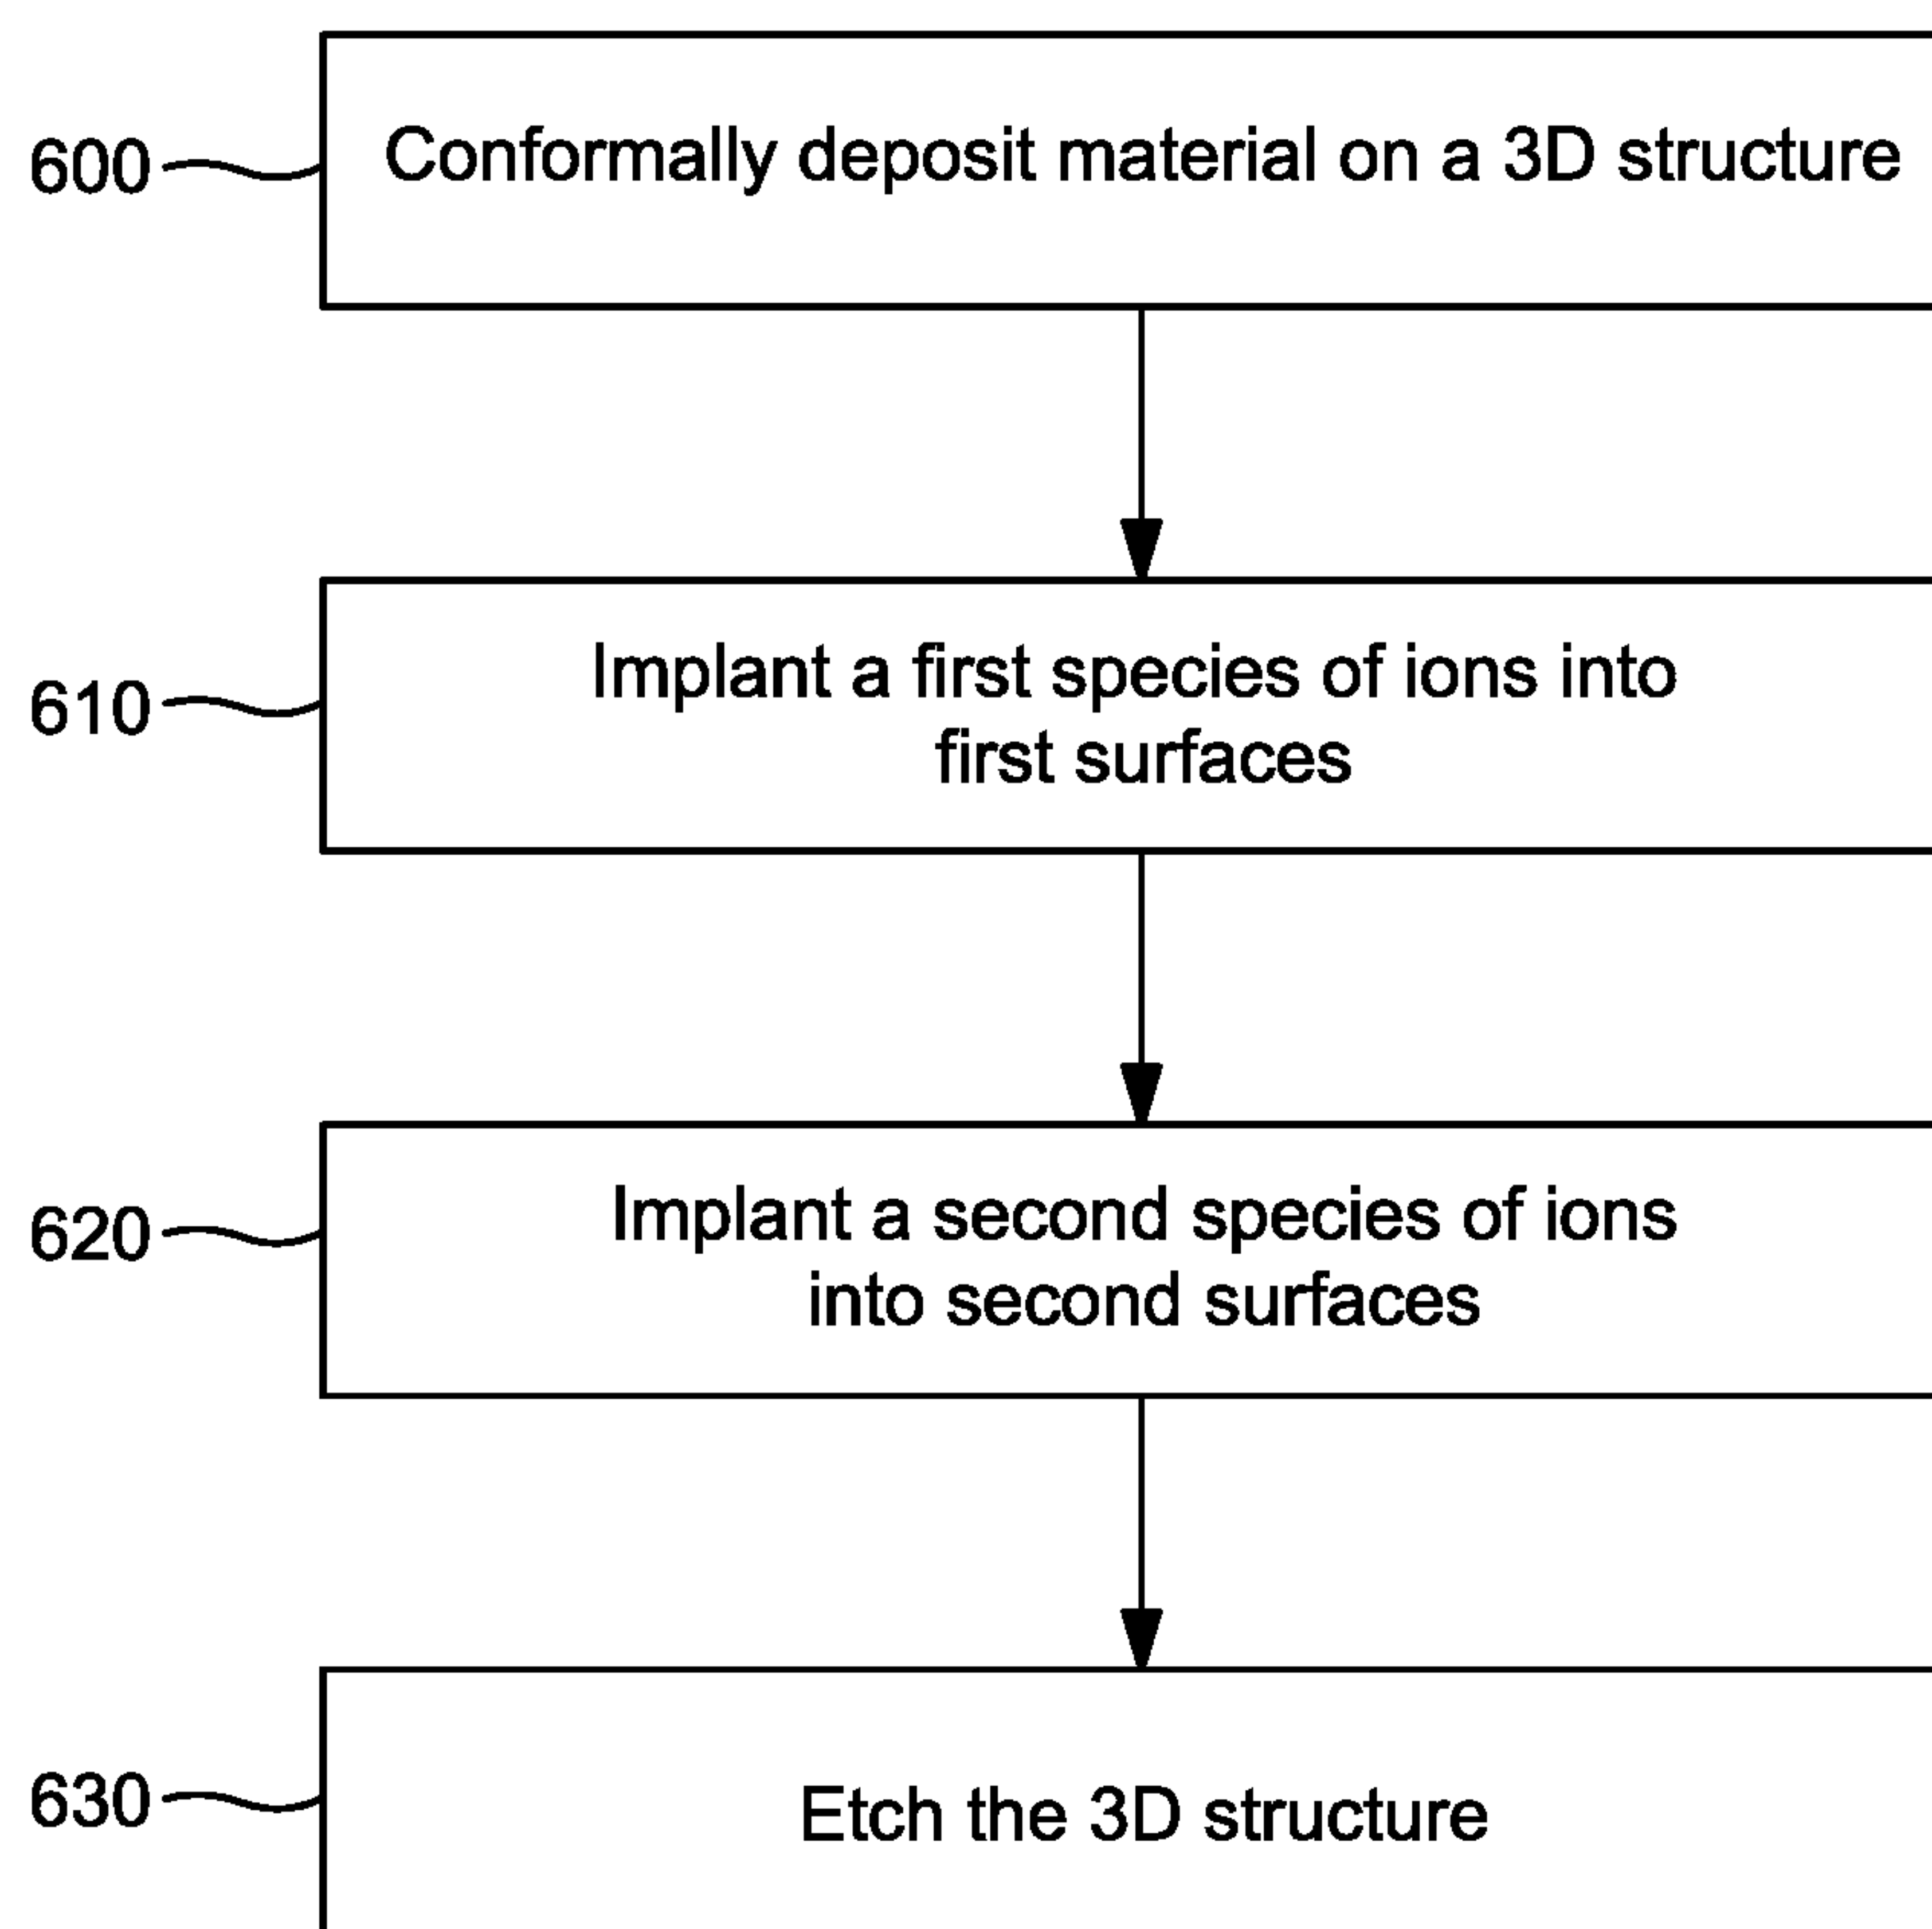 600
Conformally deposit material on a 3D structure
610
Implant a first species of ions into
first surfaces
620
Implant a second species of ions
into second surfaces
630
Etch the 3D structure